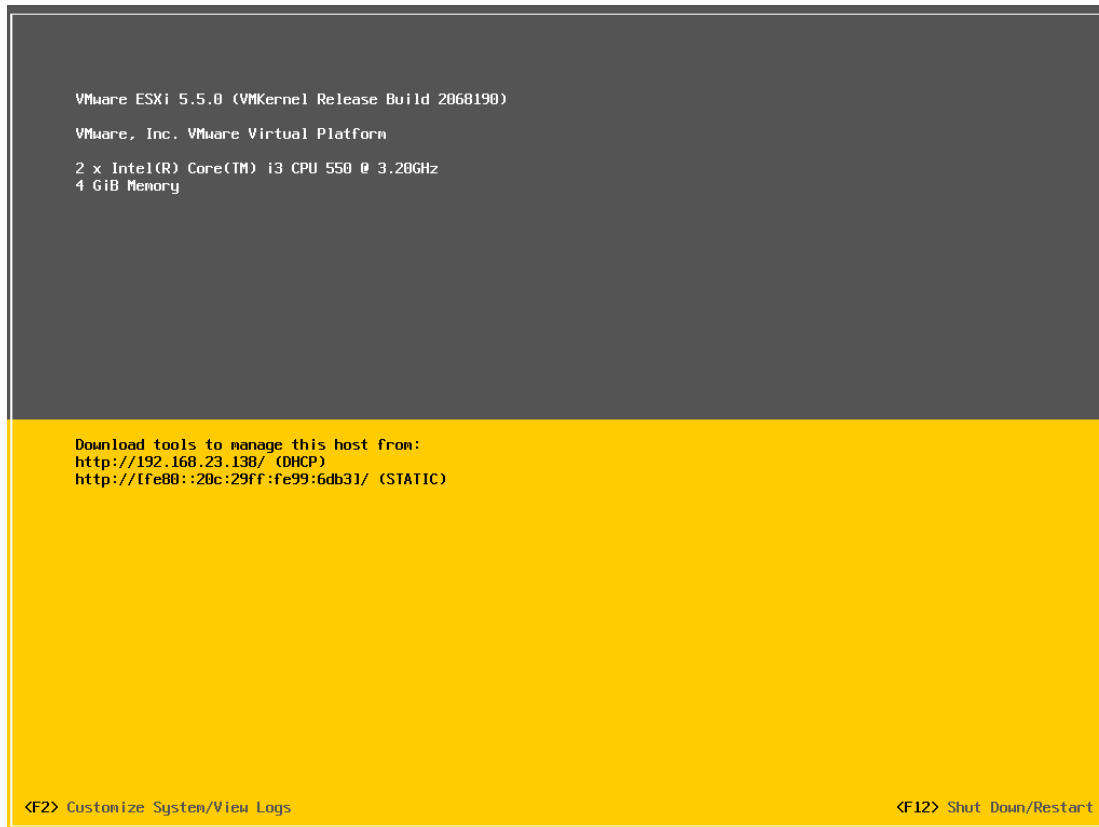 VMware ESXi 5.5.0 (VMKernel Release Build 2068190)
VMware, Inc. VMware Virtual Platform
2 x Intel(R) Core(TM) i3 CPU 550 @ 3.20GHz
4 GiB Memory
Download tools to manage this host from:
http://192.168.23.138/ (DHCP)
http://[fe80::20c:29ff:fe99:6db3]/ (STATIC)
<F2> Customize System/View Logs
<F12> Shut Down/Restart